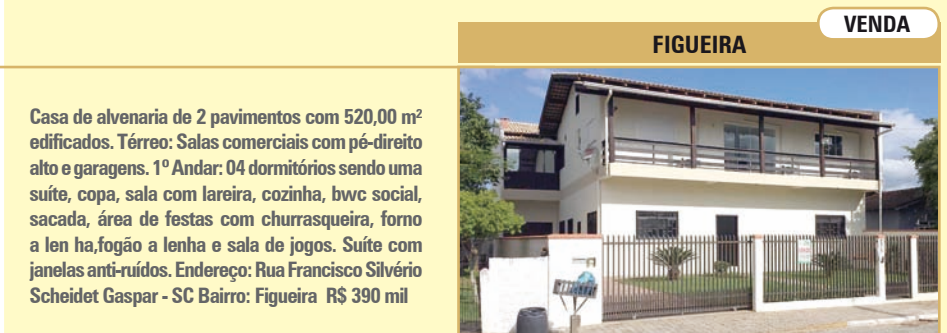 VENDA
FIGUEIRA
Casa de alvenaria de 2 pavimentos com 520,00 m²
edificados. Térreo: Salas comerciais com pé-direito
alto e garagens. 1º Andar: 04 dormitórios sendo uma
suíte, copa, sala com lareira, cozinha, bwc social,
sacada, área de festas com churrasqueira, forno
a len ha,fogão a lenha e sala de jogos. Suíte com
janelas anti-ruídos. Endereço: Rua Francisco Silvério
Scheidet Gaspar - SC Bairro: Figueira R$ 390 mil